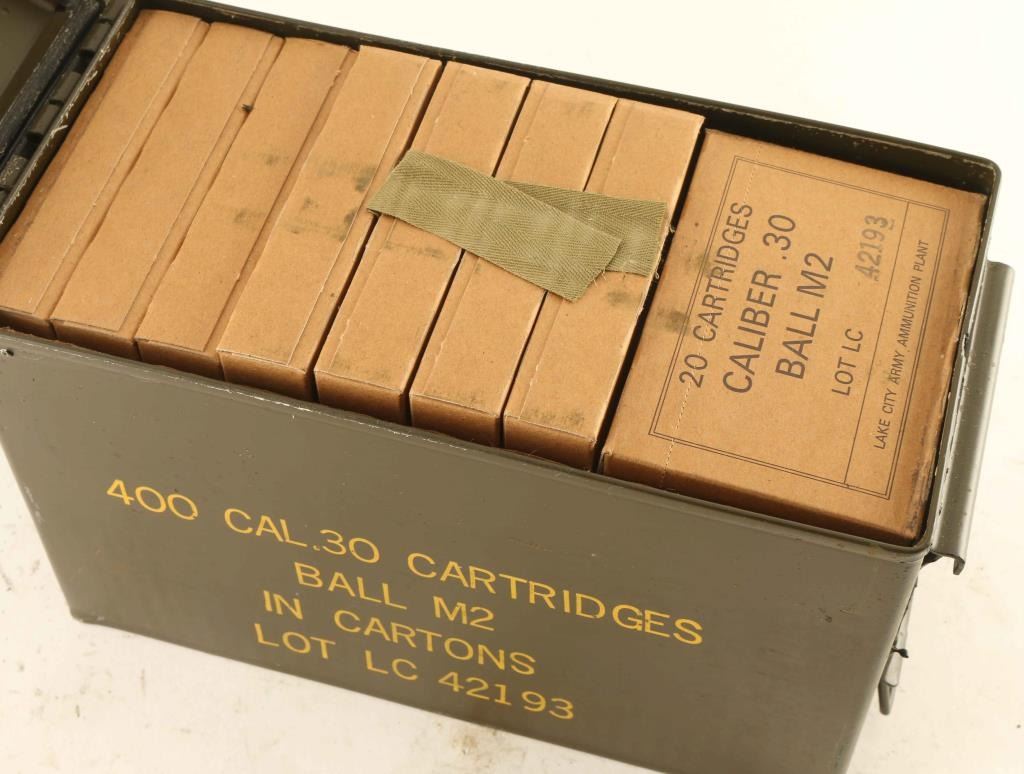 20 CARTRIDGES
CALIBER .30
BALL M2
LOT LC 42193
LAKE CITY ARMY AMMUNITION PLANT
400 CAL.30 CARTRIDGES
BALL M2
IN CARTONS
LOT LC 42193